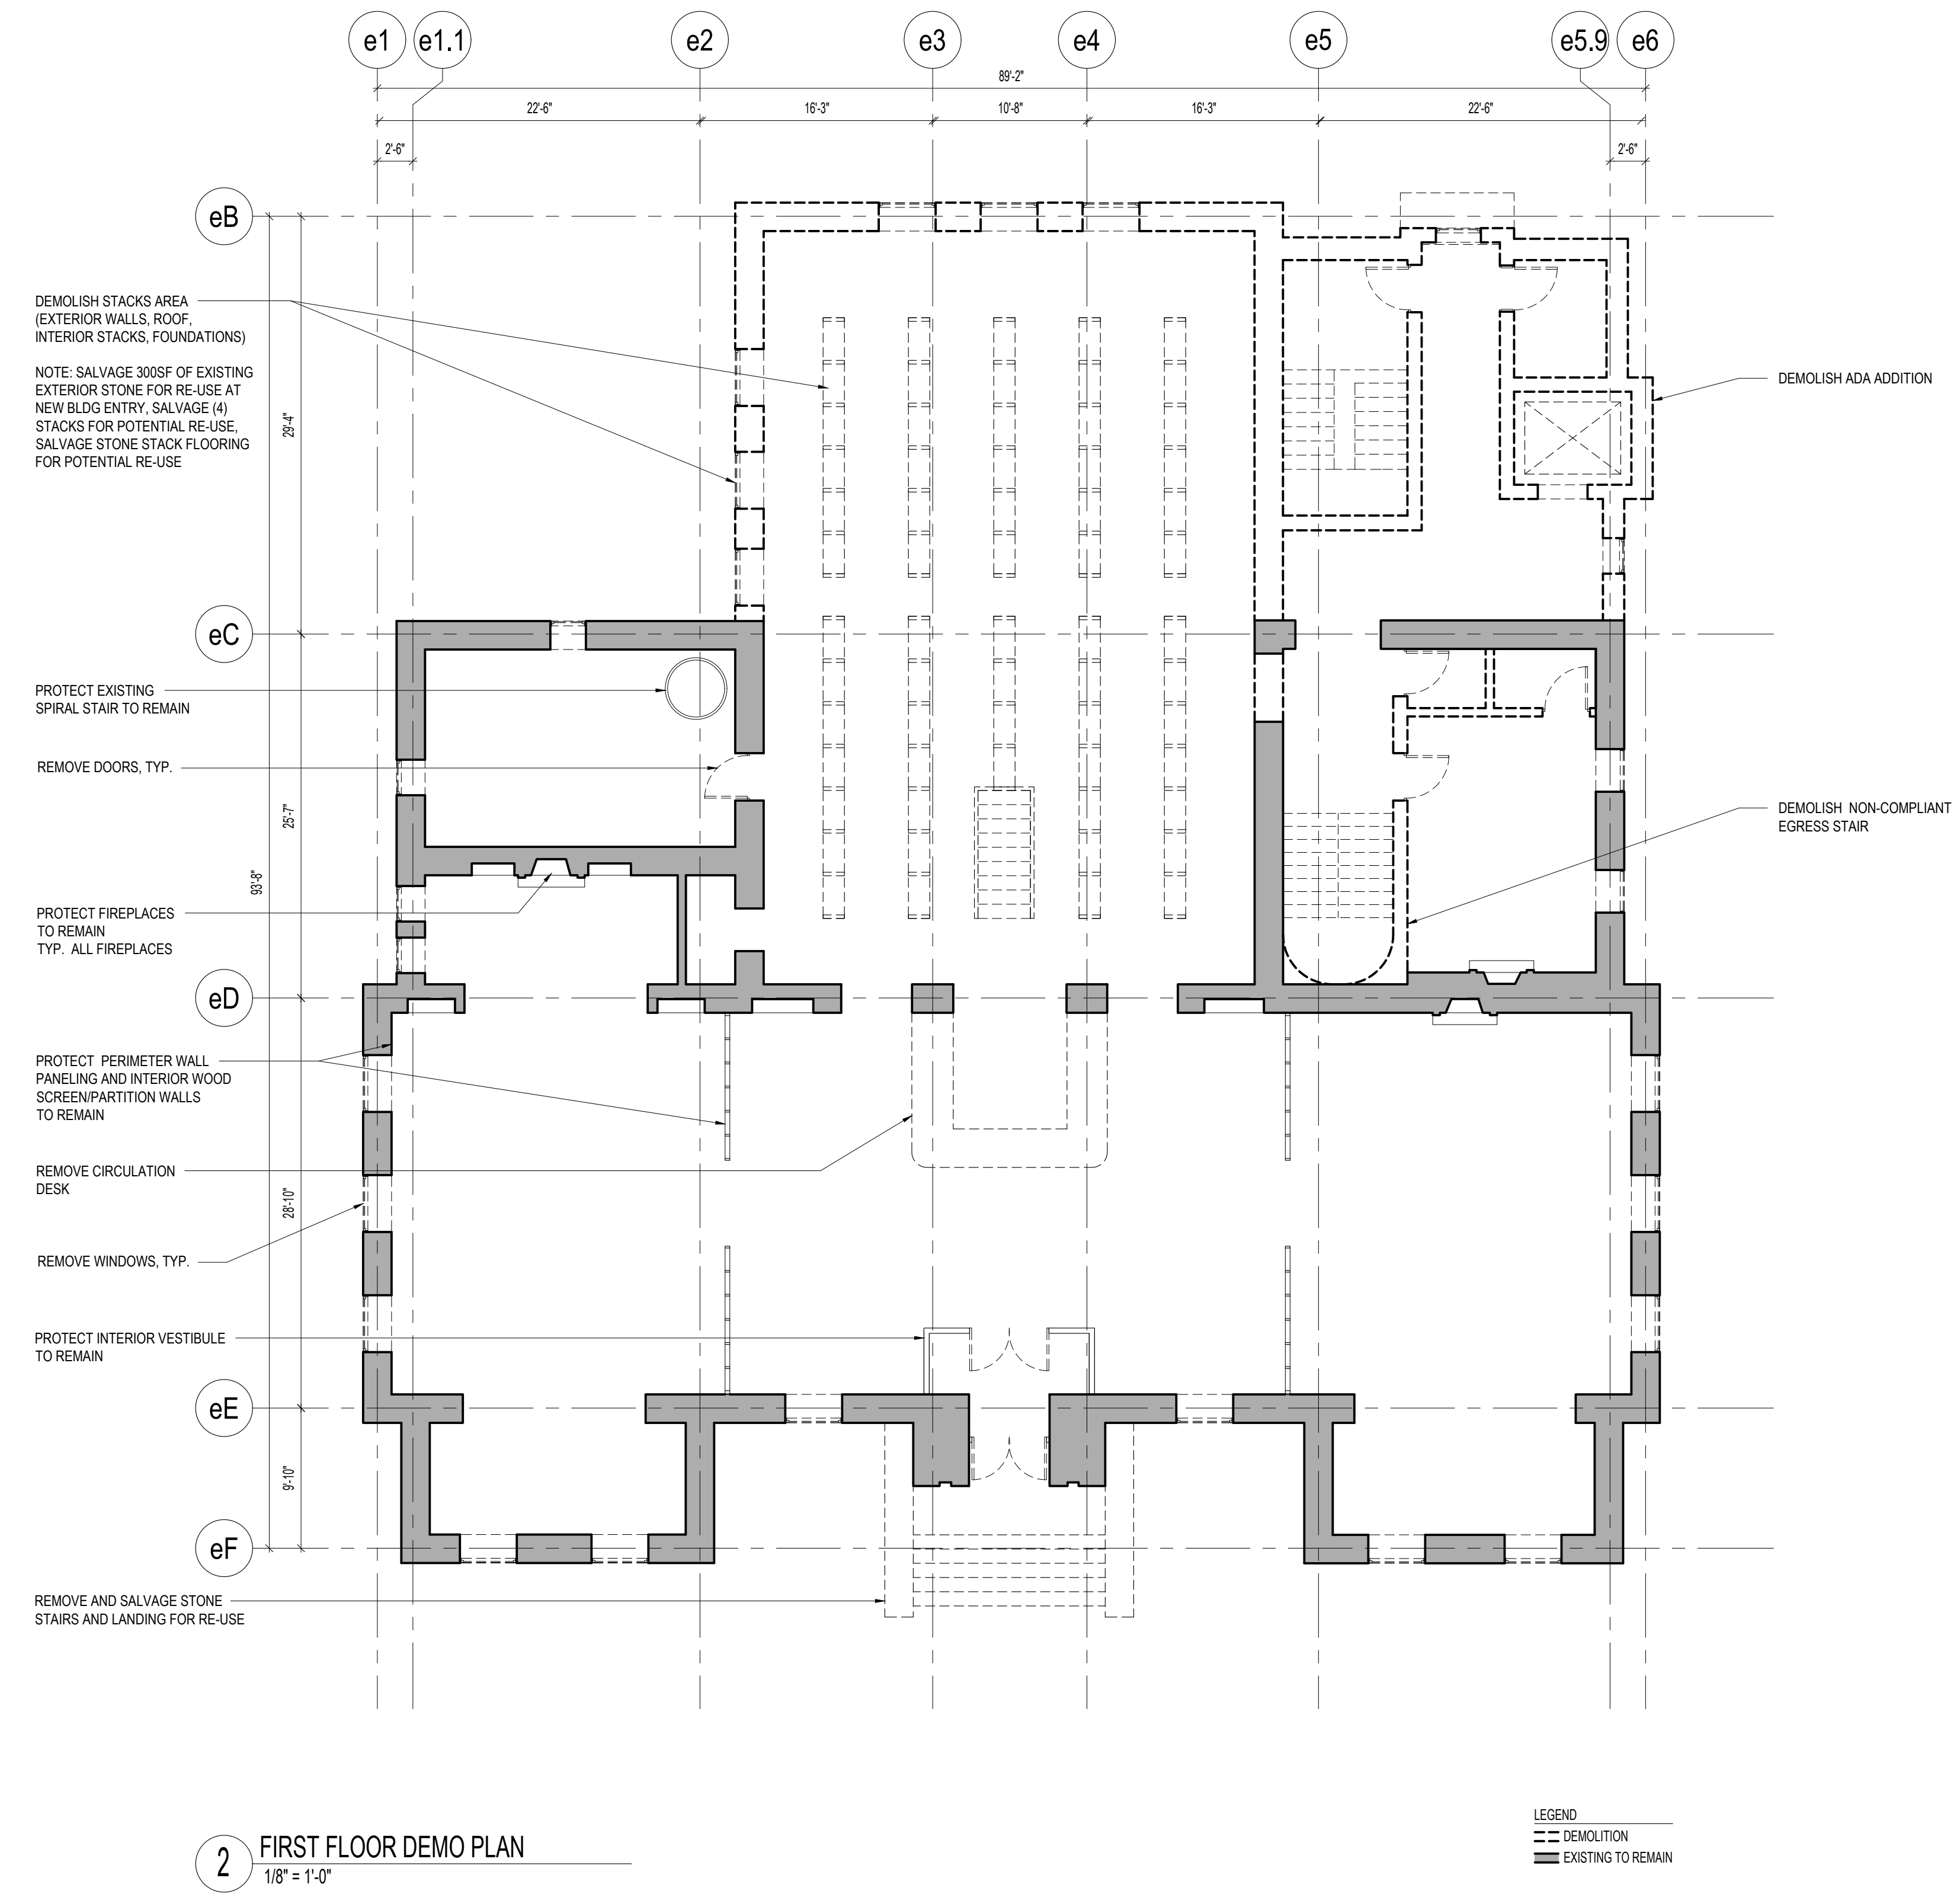 e1
e1.1
e2
e3
e4
e5
e5.9
e6
89'-2"
22'-6"
16'-3"
10'-8"
16'-3"
22'-6"
2'-6"
2'-6"
eB
DEMOLISH STACKS AREA
(EXTERIOR WALLS, ROOF,
INTERIOR STACKS, FOUNDATIONS)
NOTE: SALVAGE 300SF OF EXISTING
EXTERIOR STONE FOR RE-USE AT
NEW BLDG ENTRY, SALVAGE (4)
STACKS FOR POTENTIAL RE-USE,
SALVAGE STONE STACK FLOORING
FOR POTENTIAL RE-USE
DEMOLISH ADA ADDITION
29'-4"
eC
PROTECT EXISTING
SPIRAL STAIR TO REMAIN
REMOVE DOORS, TYP.
25'-7"
DEMOLISH NON-COMPLIANT
EGRESS STAIR
93'-8"
PROTECT FIREPLACES
TO REMAIN
TYP. ALL FIREPLACES
eD
PROTECT PERIMETER WALL
PANELING AND INTERIOR WOOD
SCREEN/PARTITION WALLS
TO REMAIN
REMOVE CIRCULATION
DESK
28'-10"
REMOVE WINDOWS, TYP.
PROTECT INTERIOR VESTIBULE
TO REMAIN
eE
9'-10"
eF
REMOVE AND SALVAGE STONE
STAIRS AND LANDING FOR RE-USE
2
FIRST FLOOR DEMO PLAN
1/8" = 1'-0"
LEGEND
DEMOLITION
EXISTING TO REMAIN